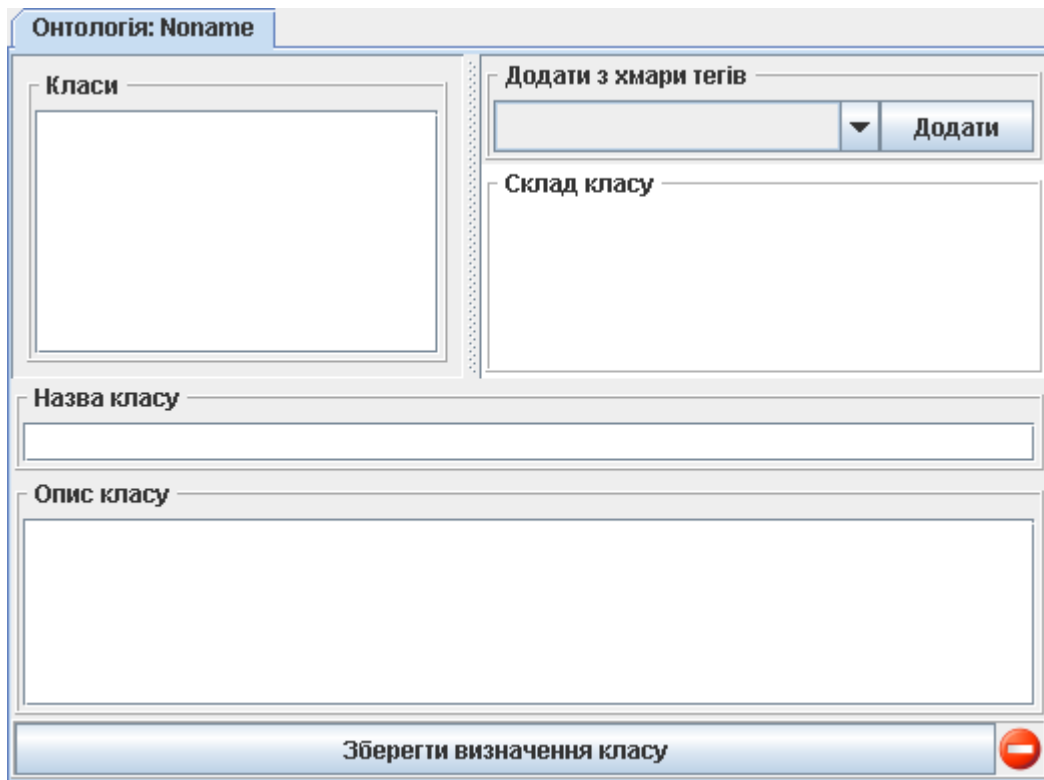 Онтологія: Noname
Класи
Додати з хмари тегів
Додати
Склад класу
Назва класу
Опис класу
Зберегти визначення класу